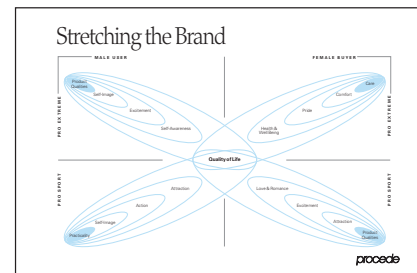 Stretching the Brand
MALE USER
FEMALE BUYER
PRO EXTREME
PRO EXTREME
Product
Qualities
Self-Image
Excitement
Self-Awareness
Care
Comfort
Pride
Health &
Wellbeing
Quality of Life
PRO SPORT
PRO SPORT
Attraction
Action
Self-Image
Practicality
Love & Romance
Excitement
Attraction
Product
Qualities
procede